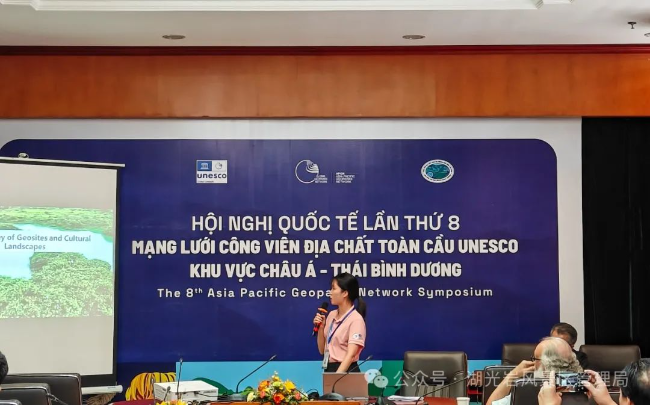 unesco
HỘI NGHỊ QUỐC TẾ LẦN THỨ 8
MẠNG LƯỚI CÔNG VIÊN ĐỊA CHẤT TOÀN CẦU UNESCO
KHU VỰC CHÂU Á - THÁI BÌNH DƯƠNG
The 8th Asia Pacific Geopark Network Symposium
of Geosites and Cultural
Landscapes
公众号